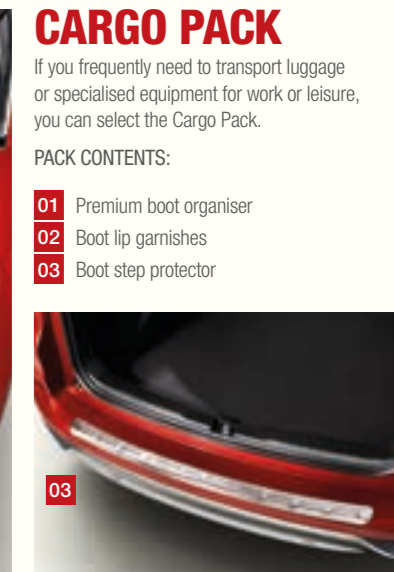 CARGO PACK
If you frequently need to transport luggage
or specialised equipment for work or leisure,
you can select the Cargo Pack.
PACK CONTENTS:
01 Premium boot organiser
02 Boot lip garnishes
03 Boot step protector
03